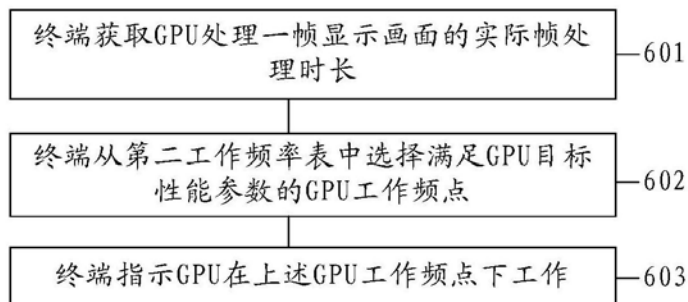 终端获取GPU处理一帧显示画面的实际帧处
理时长
601
终端从第二工作频率表中选择满足GPU目标
性能参数的GPU工作频点
602
终端指示GPU在上述GPU工作频点下工作
603